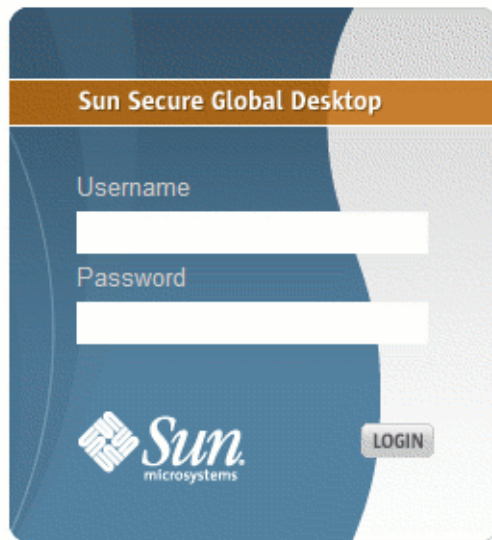 Sun Secure Global Desktop
Username
Password
Sun
microsystems
LOGIN